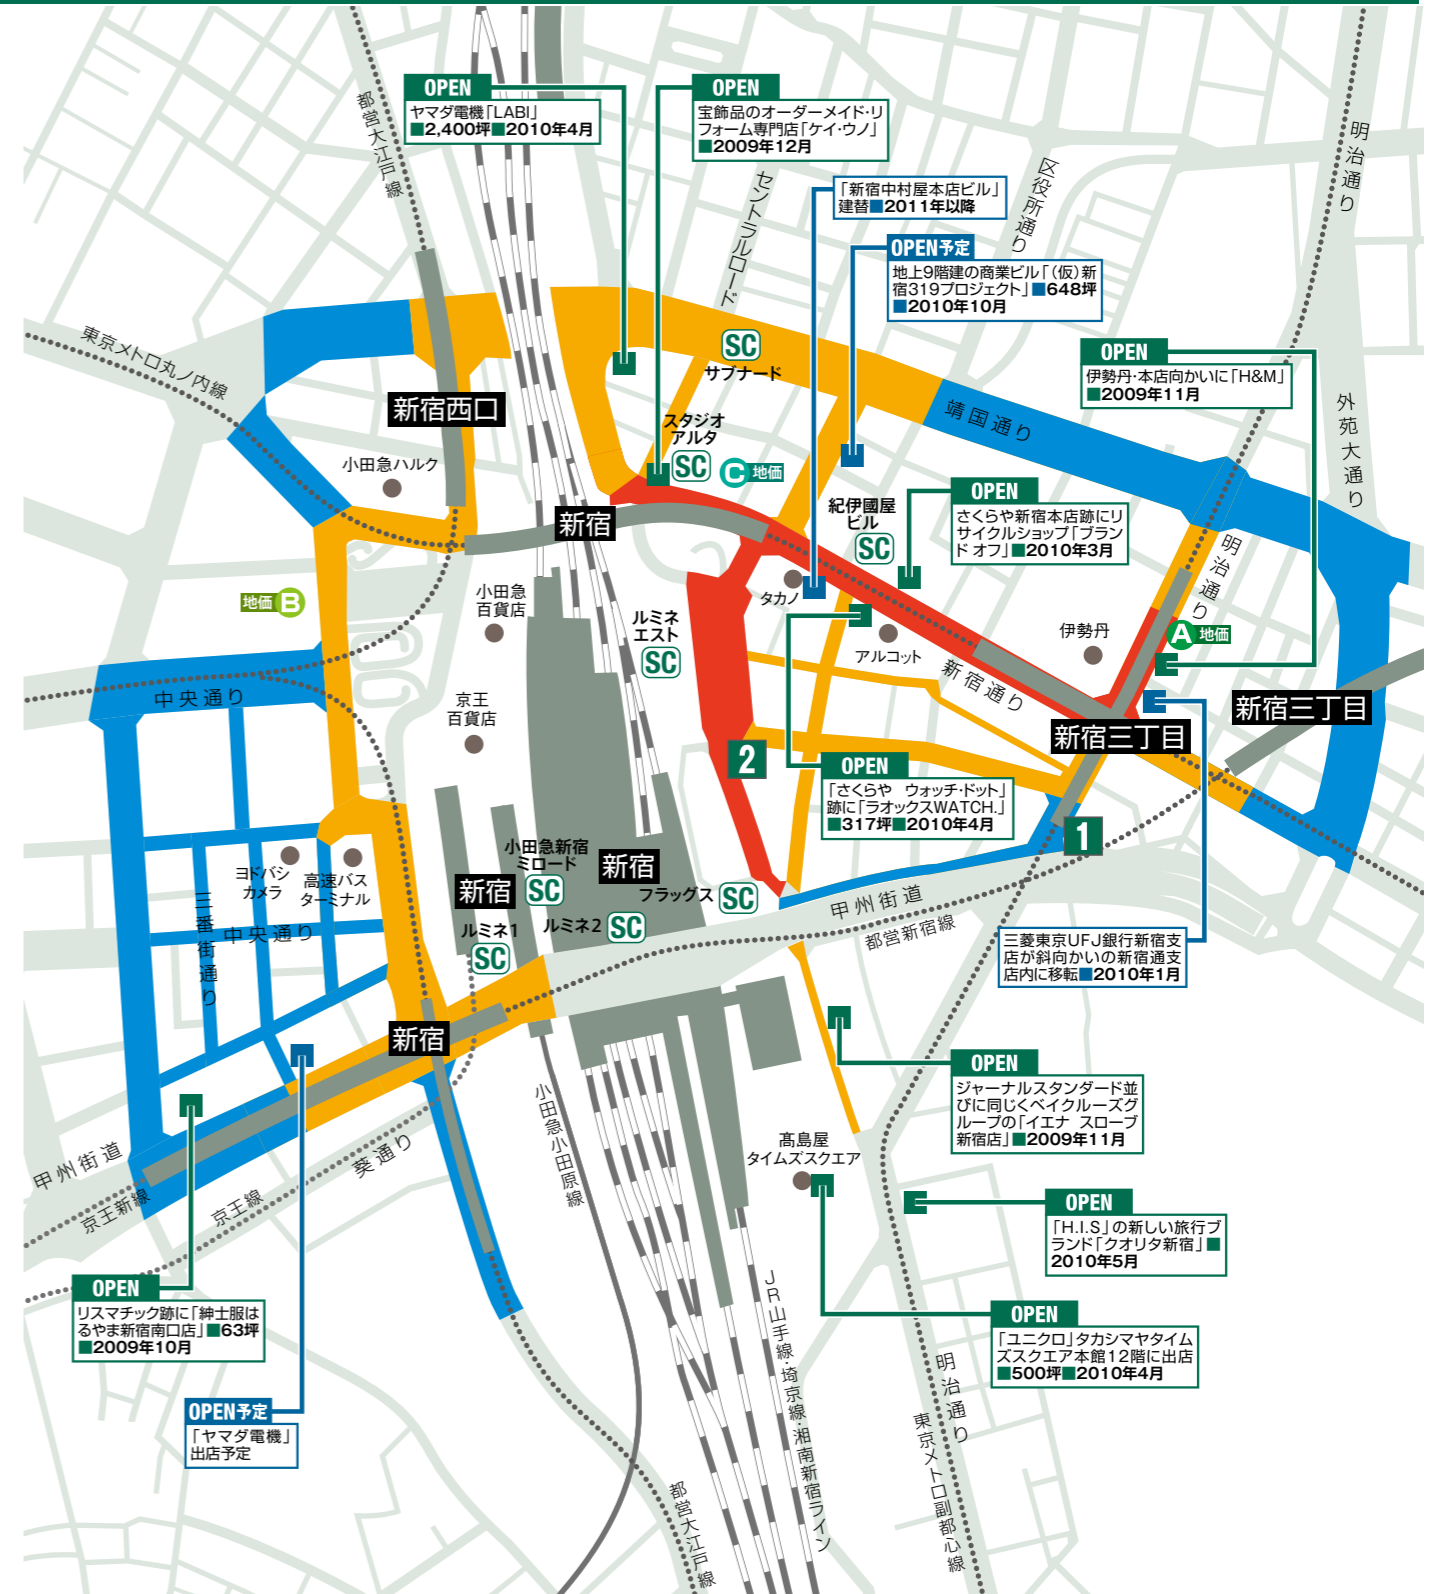 OPEN
ヤマダ電機「LABI」
■2,400坪■2010年4月
OPEN
宝飾品のオーダーメイド・リ
フォーム専門店「ケイ・ウノ」
■2009年12月
「新宿中村屋本店ビル」
建替■2011年以降
OPEN予定
地上9階建の商業ビル「(仮)新
宿319プロジェクト」■648坪
■2010年10月
OPEN
伊勢丹・本店向かいに「H&M」
■2009年11月
都営大江戸線
セントラルロード
区役所通り
明治通り
外苑大通り
東京メトロ丸ノ内線
新宿西口
小田急ハルク
SC
サブナード
スタジオ
アルタ
SC
C 地価
靖国通り
新宿
紀伊國屋
ビル
SC
OPEN
さくらや新宿本店跡にリ
サイクルショップ「ブラン
ド オフ」■2010年3月
明治通り
地価 B
小田急
百貨店
ルミネ
エスト
SC
タカノ
アルコット
伊勢丹
A 地価
新宿通り
中央通り
京王
百貨店
新宿三丁目
新宿三丁目
2
OPEN
「さくらや ウォッチ・ドット」
跡に「ラオックスWATCH.」
■317坪■2010年4月
1
ヨドバシ
カメラ
高速バス
ターミナル
三番街通り
中央通り
小田急新宿
ミロード
SC
新宿
新宿
フラッグス
SC
ルミネ1
SC
ルミネ2
SC
甲州街道
都営新宿線
三菱東京UFJ銀行新宿支
店が斜向かいの新宿通支
店内に移転■2010年1月
新宿
OPEN
ジャーナルスタンダード並
びに同じくベイクルーズグ
ループの「イエナ スローブ
新宿店」■2009年11月
甲州街道
京王新線
京王線
葵通り
小田急小田原線
髙島屋
タイムズスクエア
OPEN
「H.I.S」の新しい旅行ブ
ランド「クオリタ新宿」■
2010年5月
OPEN
リスマチック跡に「紳士服は
るやま新宿南口店」■63坪
■2009年10月
OPEN
「ユニクロ」タカシマヤタイム
ズスクエア本館12階に出店
■500坪■2010年4月
OPEN予定
「ヤマダ電機」
出店予定
JR山手線・埼京線・湘南新宿ライン
明治通り
東京メトロ副都心線
都営大江戸線